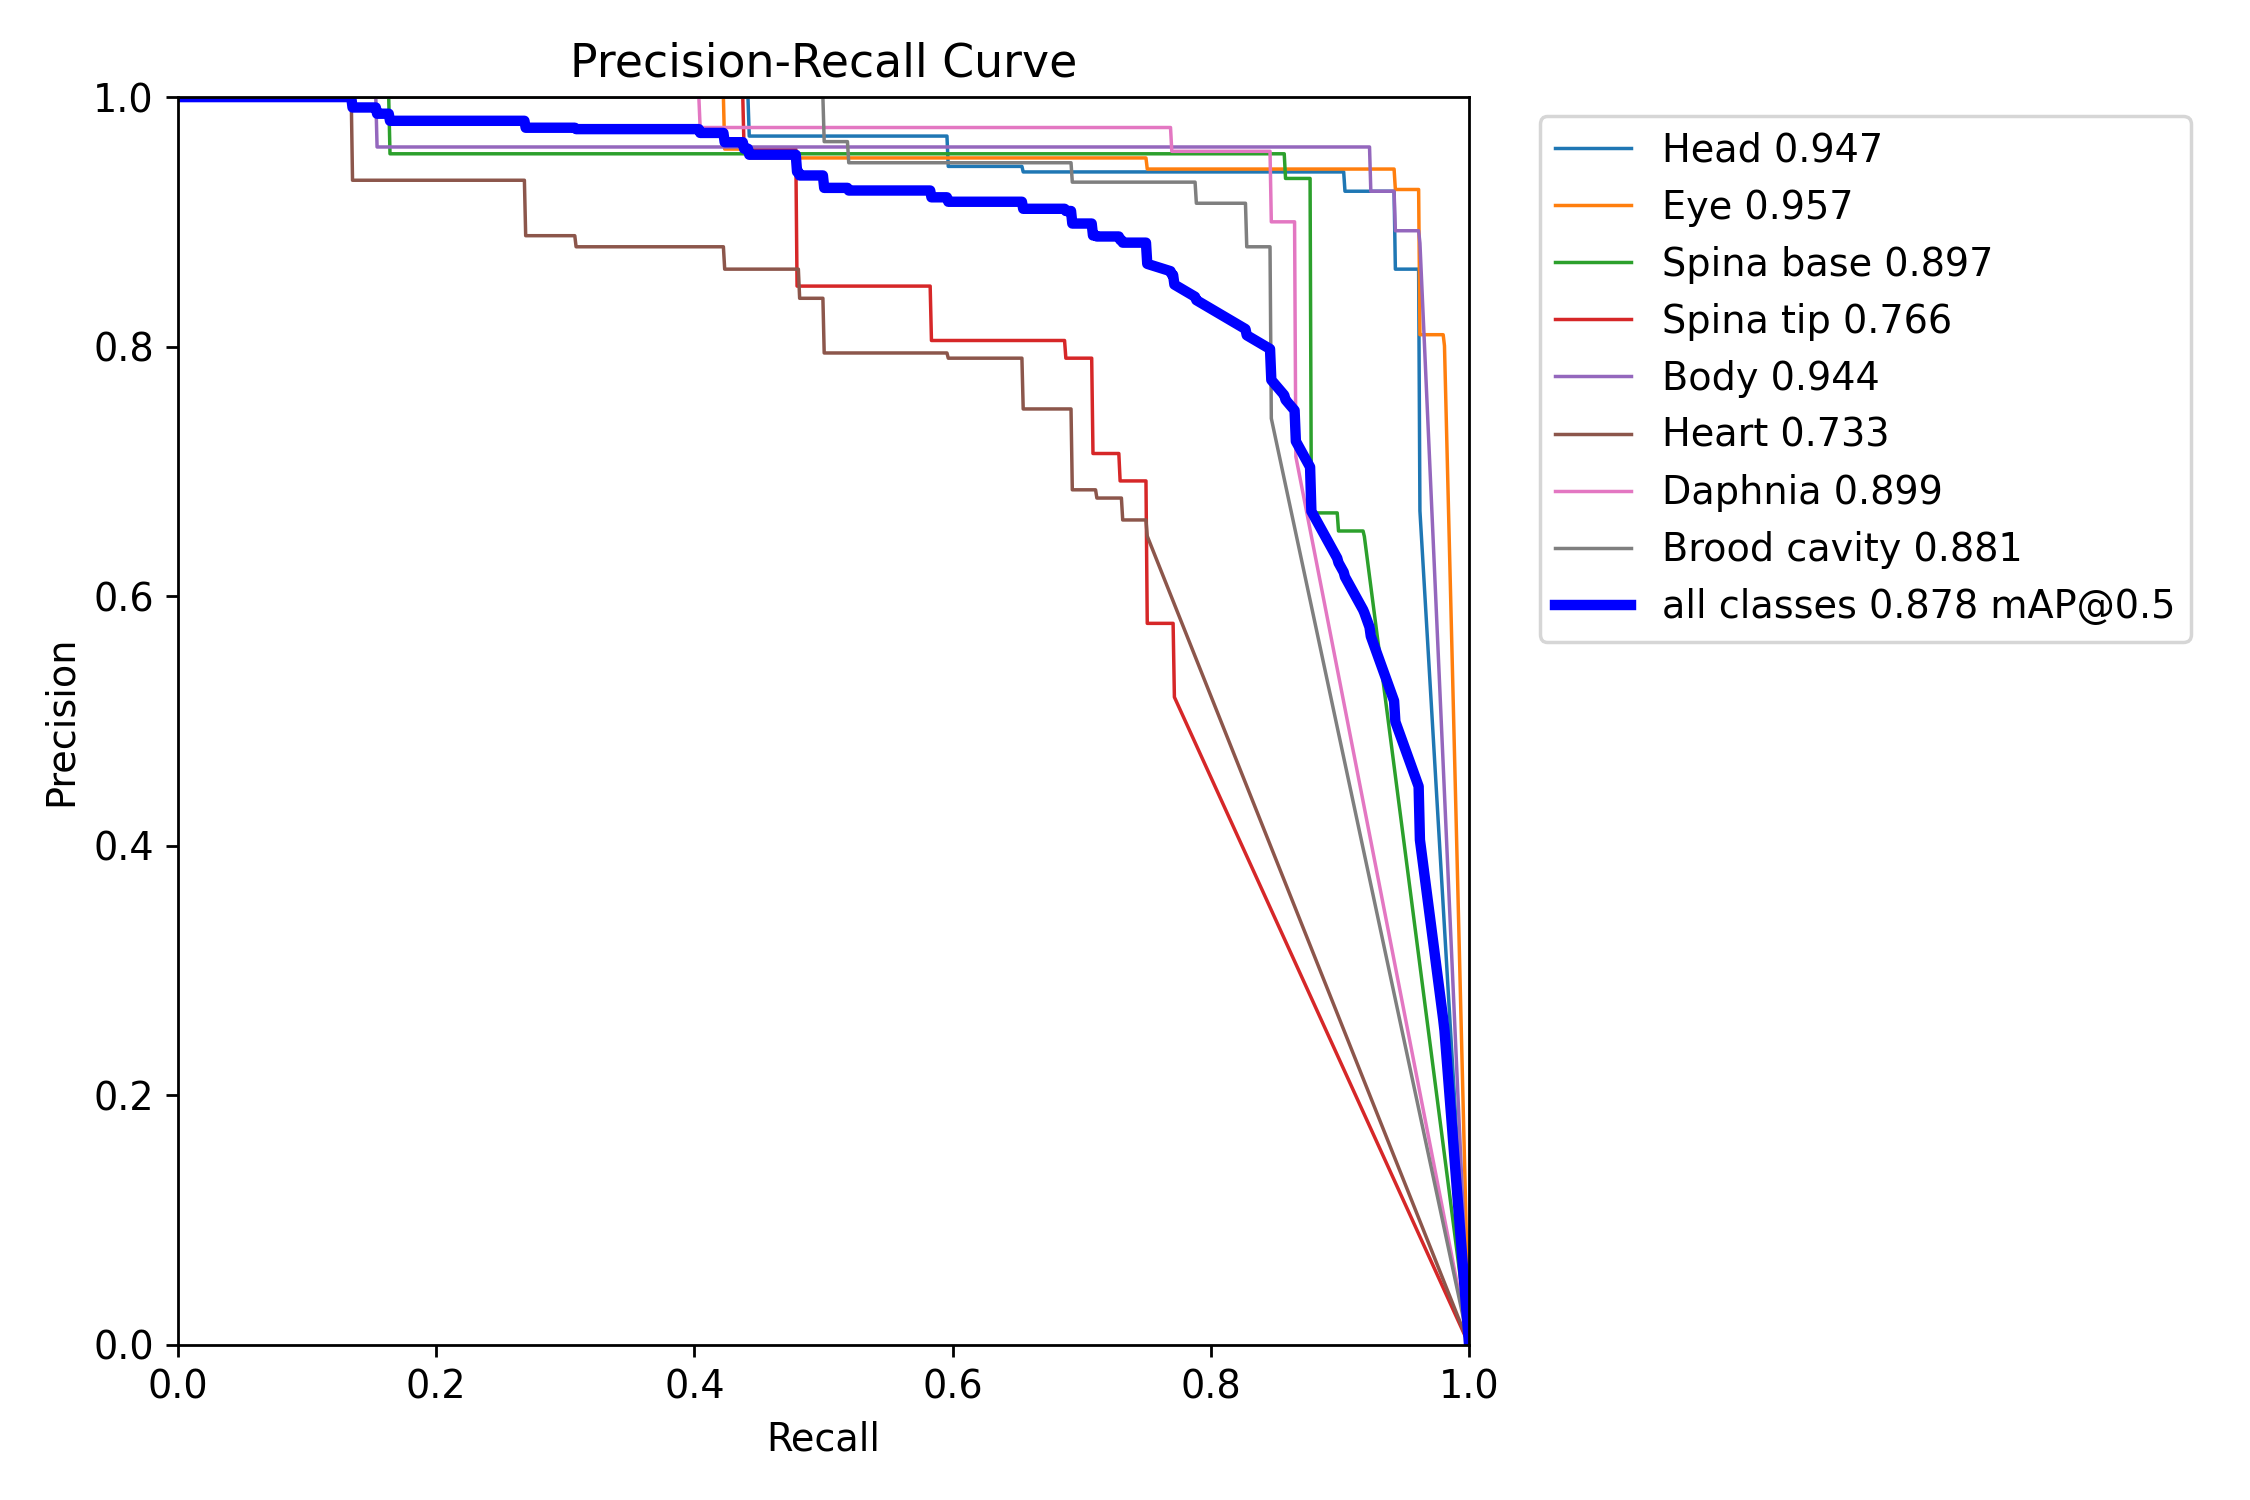 Precision-Recall Curve
1.0
0.8
0.6
0.4
0.2
0.0
Precision
0.0 0.2 0.4 0.6 0.8 1.0
Recall
Head 0.947
Eye 0.957
Spina base 0.897
Spina tip 0.766
Body 0.944
Heart 0.733
Daphnia 0.899
Brood cavity 0.881
all classes 0.878 mAP@0.5